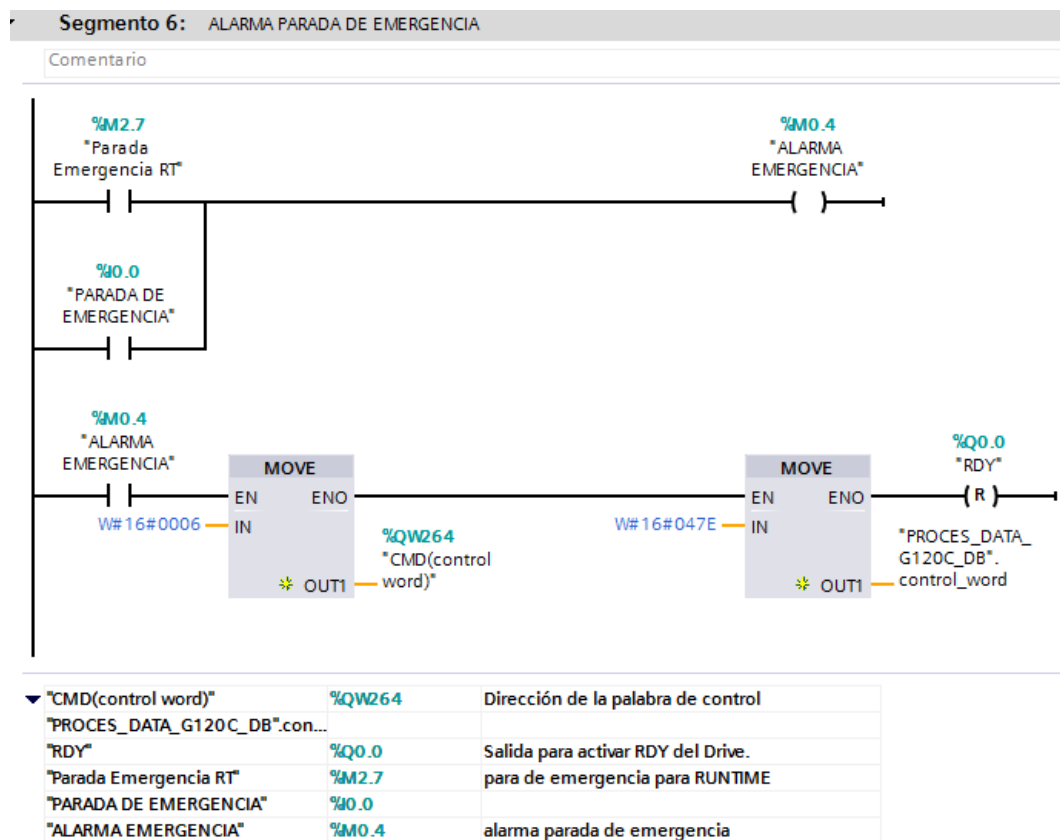 Segmento 6: ALARMA PARADA DE EMERGENCIA
Comentario
%M2.7
"Parada
Emergencia RT"
%M0.4
"ALARMA
EMERGENCIA"
%I0.0
"PARADA DE
EMERGENCIA"
%M0.4
"ALARMA
EMERGENCIA"
MOVE
EN ENO
W#16#0006 IN
OUT1
%QW264
"CMD(control
word)"
MOVE
EN ENO
W#16#047E IN
OUT1
%Q0.0
"RDY"
R
"PROCES_DATA_
G120C_DB".
control_word
"CMD(control word)" %QW264 Dirección de la palabra de control
"PROCES_DATA_G120C_DB".con...
"RDY" %Q0.0 Salida para activar RDY del Drive.
"Parada Emergencia RT" %M2.7 para de emergencia para RUNTIME
"PARADA DE EMERGENCIA" %I0.0
"ALARMA EMERGENCIA" %M0.4 alarma parada de emergencia